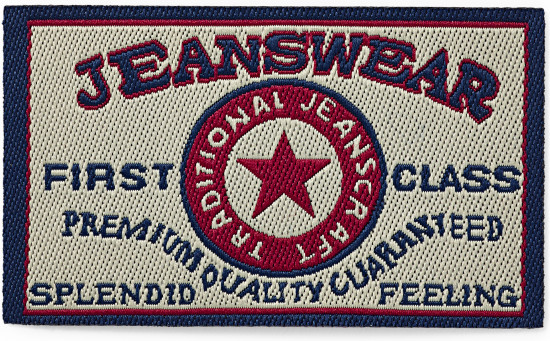 JEANSWEAR
TRADITIONAL JEANSCRAFT
FIRST CLASS
PREMIUM QUALITY GUARANTEED
SPLENDID FEELING